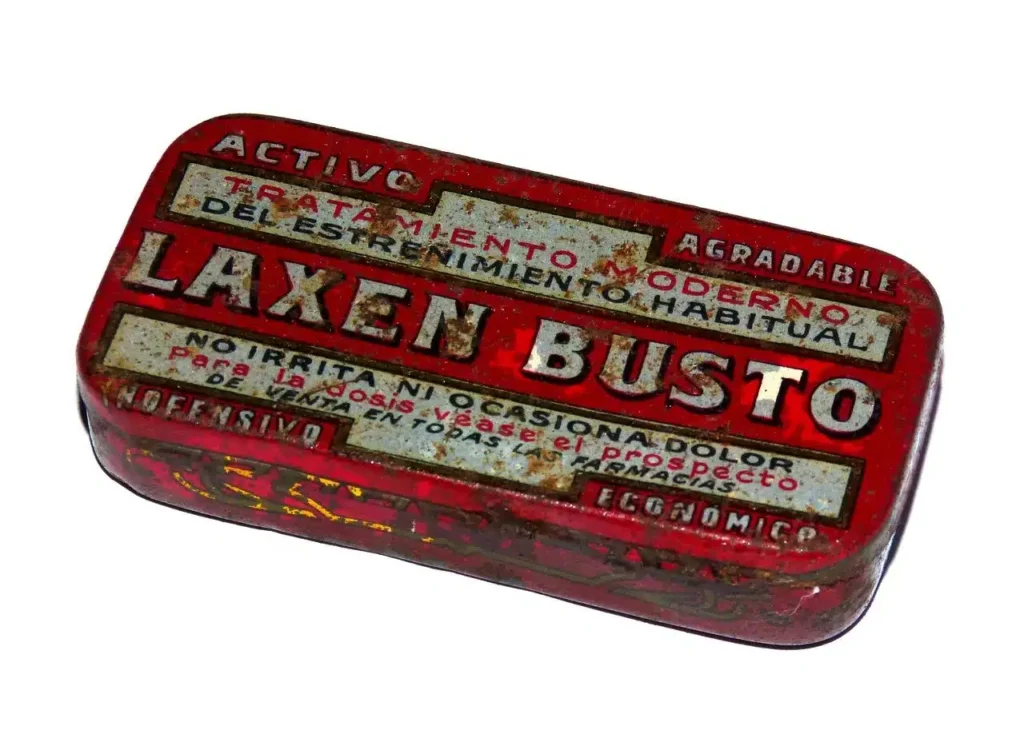 ACTIVO
TRATAMIENTO MODERNO
DEL ESTRENIMIENTO HABITUAL
AGRADABLE
LAXEN BUSTO
NO IRRITA NI OCASIONA DOLOR
Para la dosis véase el prospecto
DE VENTA EN TODAS LAS FARMACIAS
INOFENSIVO
ECONOMICO